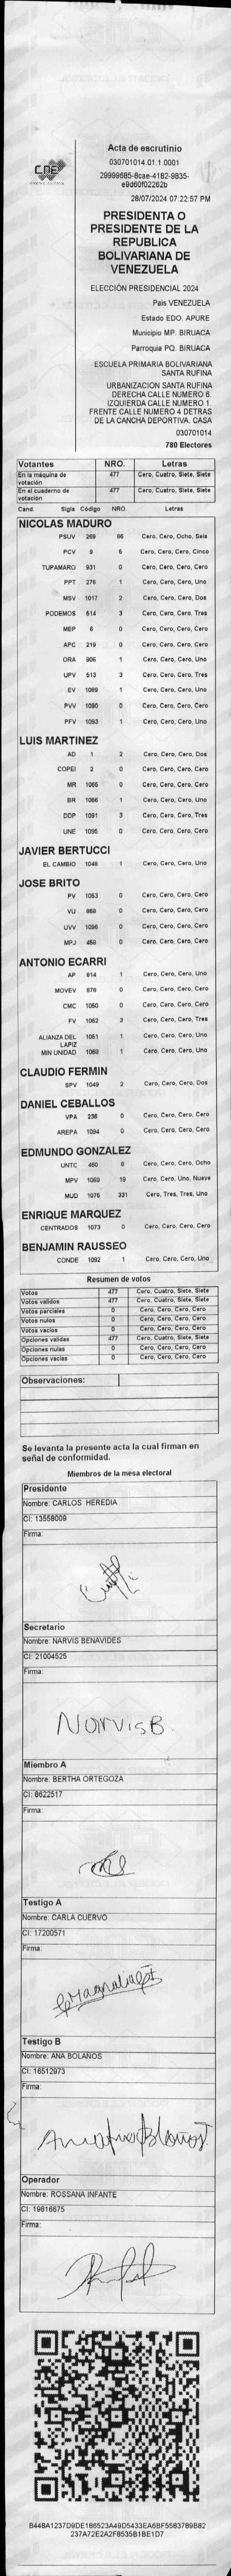 CNE
Acta de escrutinio
030701014.01.1.0001
29999685-8cae-4182-9835-
e9d60f02262b
28/07/2024 07:22:57 PM
PRESIDENTA O
PRESIDENTE DE LA
REPUBLICA
BOLIVARIANA DE
VENEZUELA
ELECCIÓN PRESIDENCIAL 2024
Pais VENEZUELA
Estado EDO. APURE
Municipio MP. BIRUACA
Parroquia PQ. BIRUACA
ESCUELA PRIMARIA BOLIVARIANA
SANTA RUFINA
URBANIZACION SANTA RUFINA
DERECHA CALLE NUMERO 6.
IZQUIERDA CALLE NUMERO 1.
FRENTE CALLE NUMERO 4 DETRAS
DE LA CANCHA DEPORTIVA. CASA
030701014
780 Electores
Votantes NRO. Letras
En la máquina de votación 477 Cero, Cuatro, Siete, Siete
En el cuaderno de votación 477 Cero, Cuatro, Siete, Siete
Cand. Sigla Código NRO. Letras
NICOLAS MADURO
PSUV 269 86 Cero, Cero, Ocho, Seis
PCV 9 5 Cero, Cero, Cero, Cinco
TUPAMARO 931 0 Cero, Cero, Cero, Cero
PPT 276 1 Cero, Cero, Cero, Uno
MSV 1017 2 Cero, Cero, Cero, Dos
PODEMOS 514 3 Cero, Cero, Cero, Tres
MEP 6 0 Cero, Cero, Cero, Cero
APC 219 0 Cero, Cero, Cero, Cero
ORA 906 1 Cero, Cero, Cero, Uno
UPV 513 3 Cero, Cero, Cero, Tres
EV 1089 1 Cero, Cero, Cero, Uno
PVV 1090 0 Cero, Cero, Cero, Cero
PFV 1093 1 Cero, Cero, Cero, Uno
LUIS MARTINEZ
AD 1 2 Cero, Cero, Cero, Dos
COPEI 2 0 Cero, Cero, Cero, Cero
MR 1065 0 Cero, Cero, Cero, Cero
BR 1066 1 Cero, Cero, Cero, Uno
DDP 1091 3 Cero, Cero, Cero, Tres
UNE 1095 0 Cero, Cero, Cero, Cero
JAVIER BERTUCCI
EL CAMBIO 1048 1 Cero, Cero, Cero, Uno
JOSE BRITO
PV 1053 0 Cero, Cero, Cero, Cero
VU 868 0 Cero, Cero, Cero, Cero
UVV 1096 0 Cero, Cero, Cero, Cero
MPJ 458 0 Cero, Cero, Cero, Cero
ANTONIO ECARRI
AP 814 1 Cero, Cero, Cero, Uno
MOVEV 878 0 Cero, Cero, Cero, Cero
CMC 1050 0 Cero, Cero, Cero, Cero
FV 1062 3 Cero, Cero, Cero, Tres
ALIANZA DEL LAPIZ 1051 1 Cero, Cero, Cero, Uno
MIN UNIDAD 1068 1 Cero, Cero, Cero, Uno
CLAUDIO FERMIN
SPV 1049 2 Cero, Cero, Cero, Dos
DANIEL CEBALLOS
VPA 236 0 Cero, Cero, Cero, Cero
AREPA 1094 0 Cero, Cero, Cero, Cero
EDMUNDO GONZALEZ
UNTC 460 8 Cero, Cero, Cero, Ocho
MPV 1069 19 Cero, Cero, Uno, Nueve
MUD 1076 331 Cero, Tres, Tres, Uno
ENRIQUE MARQUEZ
CENTRADOS 1073 0 Cero, Cero, Cero, Cero
BENJAMIN RAUSSEO
CONDE 1092 1 Cero, Cero, Cero, Uno
Resumen de votos
Votos 477 Cero, Cuatro, Siete, Siete
Votos validos 477 Cero, Cuatro, Siete, Siete
Votos parciales 0 Cero, Cero, Cero, Cero
Votos nulos 0 Cero, Cero, Cero, Cero
Votos vacíos 0 Cero, Cero, Cero, Cero
Opciones validas 477 Cero, Cuatro, Siete, Siete
Opciones nulas 0 Cero, Cero, Cero, Cero
Opciones vacías 0 Cero, Cero, Cero, Cero
Observaciones:
Se levanta la presente acta la cual firman en
señal de conformidad.
Miembros de la mesa electoral
Presidente
Nombre: CARLOS HEREDIA
CI: 13558009
Firma:
Secretario
Nombre: NARVIS BENAVIDES
CI: 21004525
Firma:
NarvisB.
Miembro A
Nombre: BERTHA ORTEGOZA
CI: 8622517
Firma:
Testigo A
Nombre: CARLA CUERVO
CI: 17200571
Firma:
Testigo B
Nombre: ANA BOLAÑOS
CI: 16512973
Firma:
Operador
Nombre: ROSSANA INFANTE
CI: 19816675
Firma:
B448A1237D9DE186523A49D5433EA6BF5583789B82
237A72E2A2F8535B1BE1D7